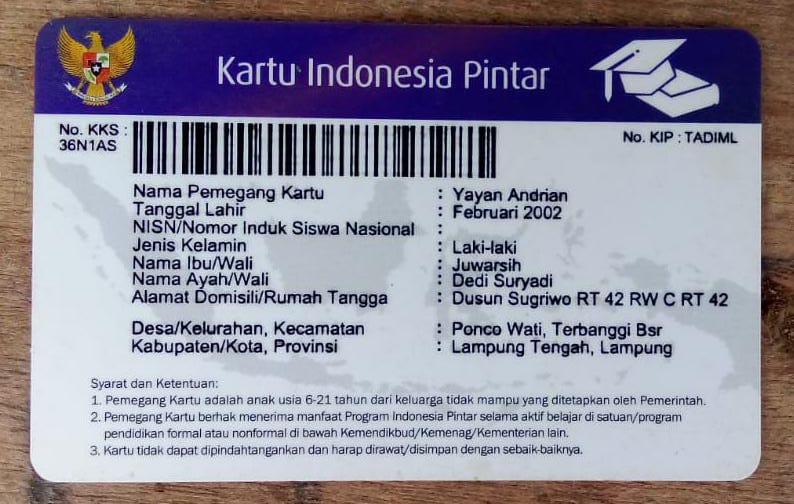 Kartu Indonesia Pintar
No. KKS :
36N1AS
No. KIP : TADIML
Nama Pemegang Kartu : Yayan Andrian
Tanggal Lahir : Februari 2002
NISN/Nomor Induk Siswa Nasional :
Jenis Kelamin : Laki-laki
Nama Ibu/Wali : Juwarsih
Nama Ayah/Wali : Dedi Suryadi
Alamat Domisili/Rumah Tangga : Dusun Sugriwo RT 42 RW C RT 42
Desa/Kelurahan, Kecamatan : Ponco Wati, Terbanggi Bsr
Kabupaten/Kota, Provinsi : Lampung Tengah, Lampung
Syarat dan Ketentuan:
1. Pemegang Kartu adalah anak usia 6-21 tahun dari keluarga tidak mampu yang ditetapkan oleh Pemerintah.
2. Pemegang Kartu berhak menerima manfaat Program Indonesia Pintar selama aktif belajar di satuan/program
pendidikan formal atau nonformal di bawah Kemendikbud/Kemenag/Kementerian lain.
3. Kartu tidak dapat dipindahtangankan dan harap dirawat/disimpan dengan sebaik-baiknya.